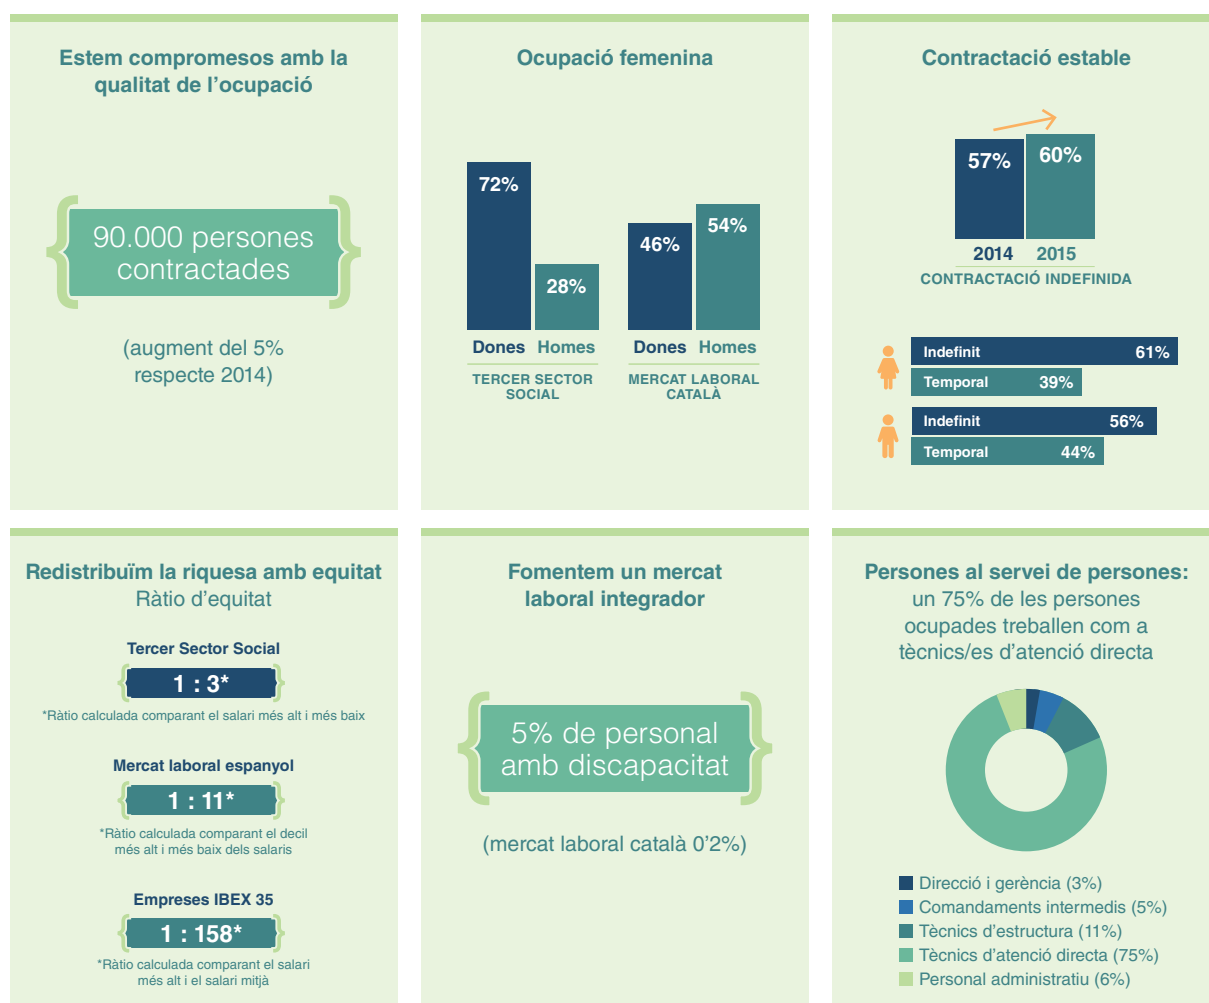 Estem compromesos amb la
qualitat de l’ocupació
90.000 persones
contractades
(augment del 5%
respecte 2014)
Ocupació femenina
72%
28%
46%
54%
Dones Homes
Dones Homes
TERCER SECTOR
SOCIAL
MERCAT LABORAL
CATALÀ
Contractació estable
57%
60%
2014 2015
CONTRACTACIÓ INDEFINIDA
Indefinit 61%
Temporal 39%
Indefinit 56%
Temporal 44%
Redistribuïm la riquesa amb equitat
Ràtio d’equitat
Tercer Sector Social
1 : 3*
*Ràtio calculada comparant el salari més alt i més baix
Mercat laboral espanyol
1 : 11*
*Ràtio calculada comparant el decil
més alt i més baix dels salaris
Empreses IBEX 35
1 : 158*
*Ràtio calculada comparant el salari
més alt i el salari mitjà
Fomentem un mercat
laboral integrador
5% de personal
amb discapacitat
(mercat laboral català 0’2%)
Persones al servei de persones:
un 75% de les persones
ocupades treballen com a
tècnics/es d’atenció directa
Direcció i gerència (3%)
Comandaments intermedis (5%)
Tècnics d’estructura (11%)
Tècnics d’atenció directa (75%)
Personal administratiu (6%)